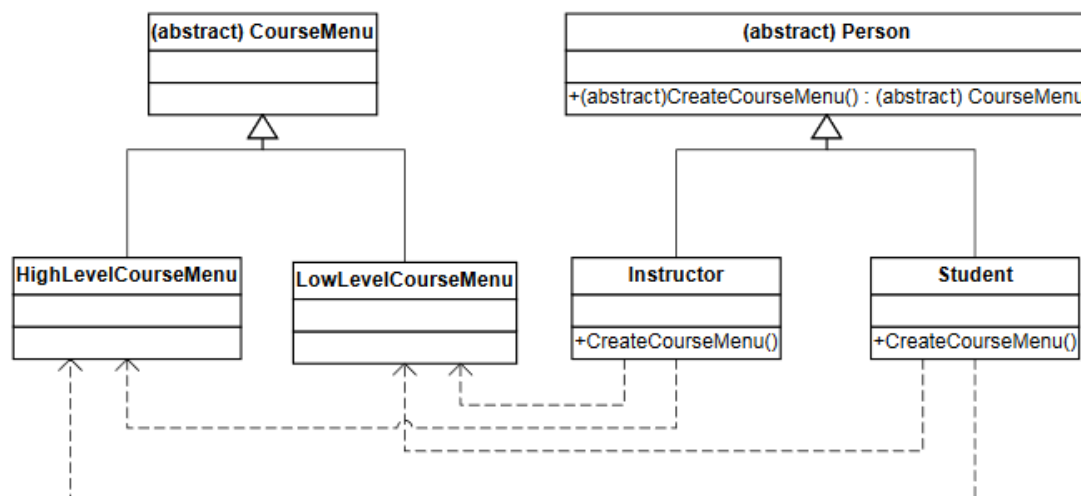 (abstract) CourseMenu
(abstract) Person
+(abstract)CreateCourseMenu() : (abstract) CourseMenu
HighLevelCourseMenu
LowLevelCourseMenu
Instructor
+CreateCourseMenu()
Student
+CreateCourseMenu()